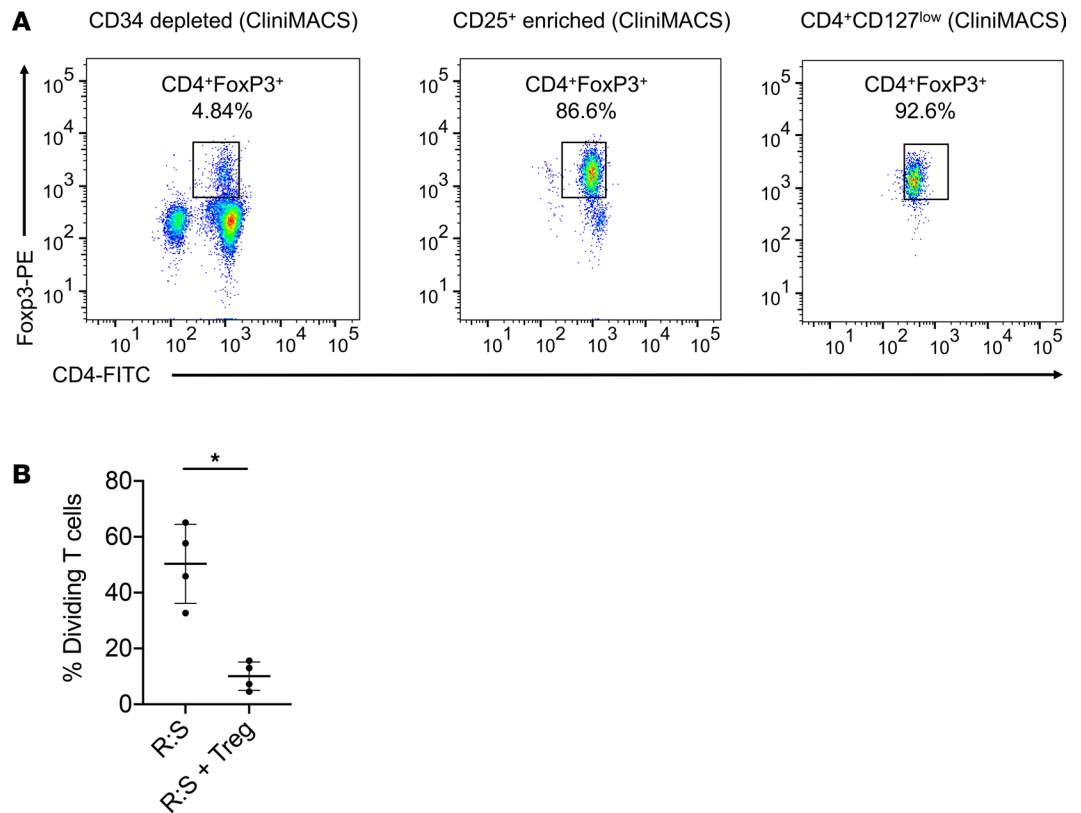 A
CD34 depleted (CliniMACS)
CD25⁺ enriched (CliniMACS)
CD4⁺CD127ˡᵒʷ (CliniMACS)
CD4⁺FoxP3⁺
4.84%
CD4⁺FoxP3⁺
86.6%
CD4⁺FoxP3⁺
92.6%
10⁵
10⁴
10³
10²
10¹
10⁵
10⁴
10³
10²
10¹
10⁵
10⁴
10³
10²
10¹
Foxp3-PE
10¹ 10² 10³ 10⁴ 10⁵
10¹ 10² 10³ 10⁴ 10⁵
10¹ 10² 10³ 10⁴ 10⁵
CD4-FITC
B
*
80
60
40
20
0
% Dividing T cells
R:S
R:S + Treg